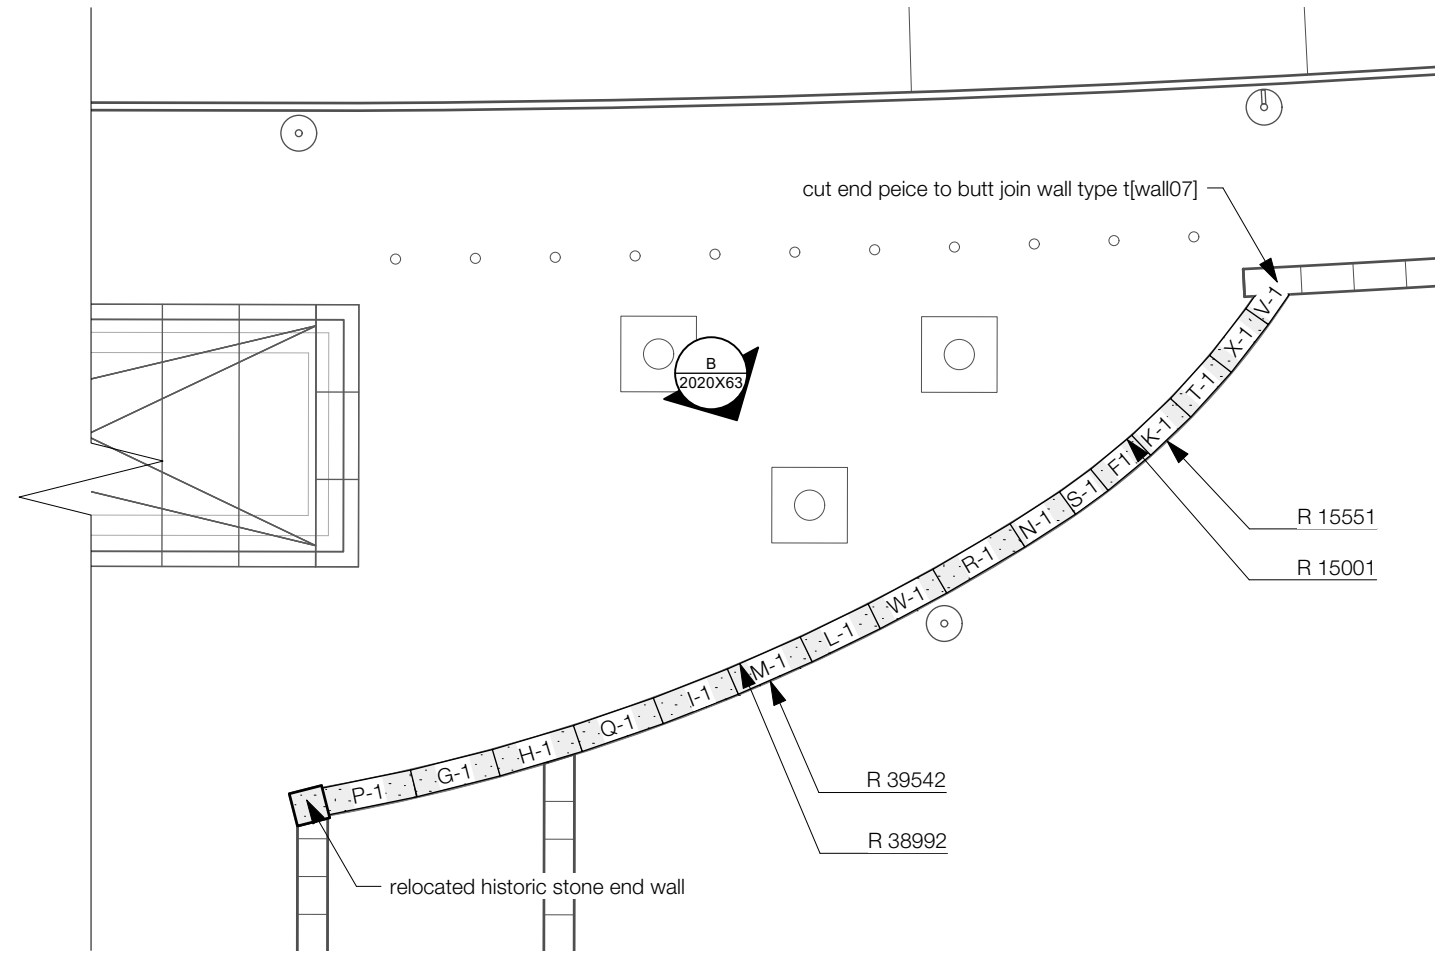 cut end peice to butt join wall type t[wall07]
B
2020X63
V-1
X-1
T-1
K-1
F1
S-1
N-1
R-1
W-1
L-1
M-1
I-1
Q-1
H-1
G-1
P-1
R 15551
R 15001
R 39542
R 38992
relocated historic stone end wall